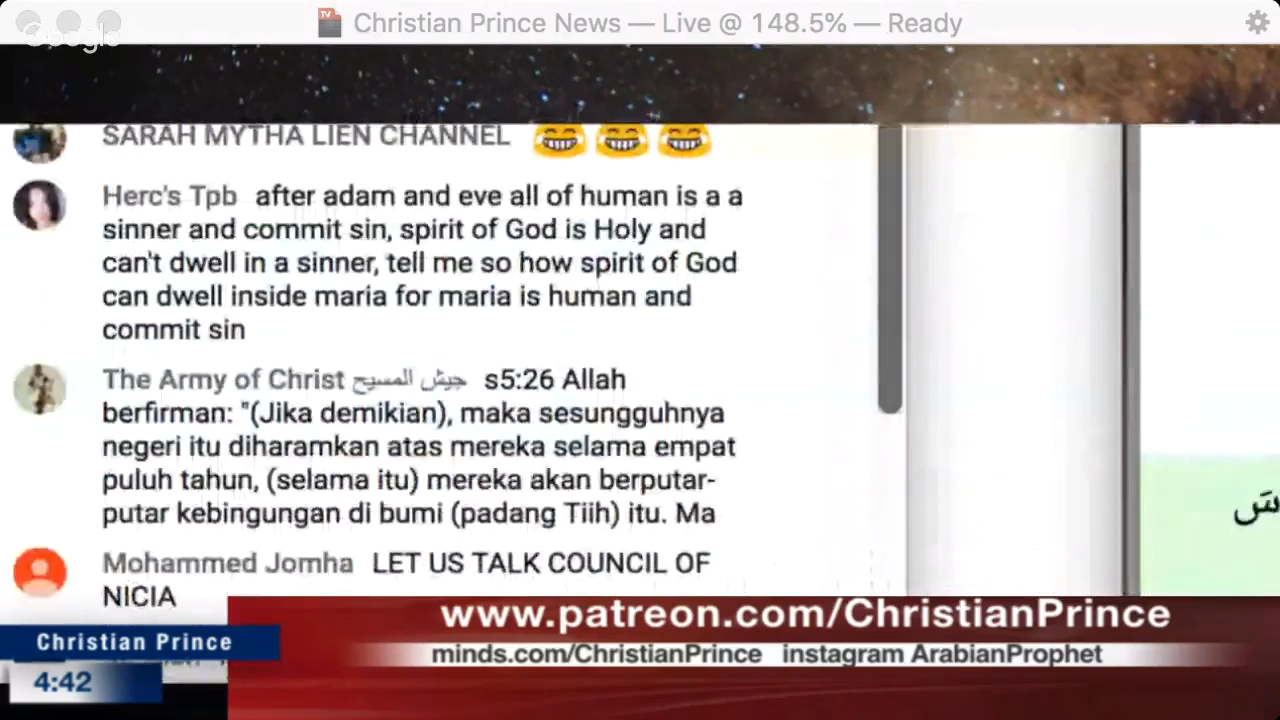 Christian Prince News — Live @ 148.5% — Ready
Google
SARAH MYTHA LIEN CHANNEL 😂 😂 😂
Herc's Tpb after adam and eve all of human is a a
sinner and commit sin, spirit of God is Holy and
can't dwell in a sinner, tell me so how spirit of God
can dwell inside maria for maria is human and
commit sin
The Army of Christ جيش المسيح s5:26 Allah
berfirman: "(Jika demikian), maka sesungguhnya
negeri itu diharamkan atas mereka selama empat
puluh tahun, (selama itu) mereka akan berputar-
putar kebingungan di bumi (padang Tiih) itu. Ma
Mohammed Jomha LET US TALK COUNCIL OF
NICIA
www.patreon.com/ChristianPrince
Christian Prince
minds.com/ChristianPrince instagram ArabianProphet
4:42